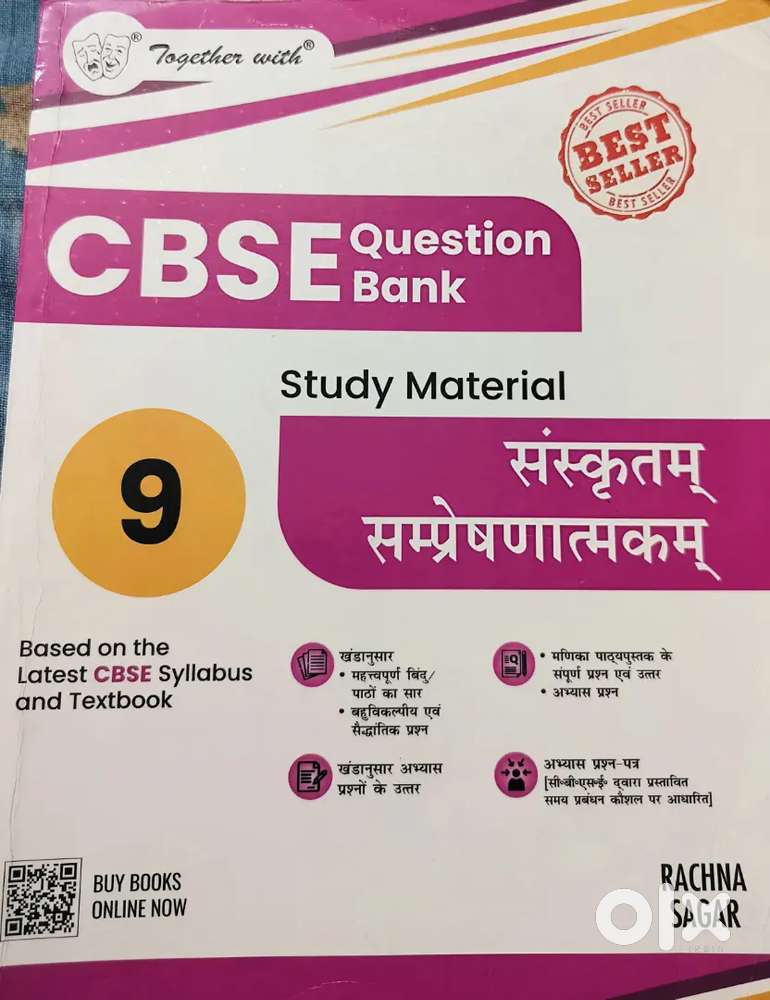 Together with®
BEST SELLER
BEST
SELLER
BEST SELLER
CBSE Question
Bank
Study Material
9
संस्कृतम्
सम्प्रेषणात्मकम्
Based on the
Latest CBSE Syllabus
and Textbook
खंडानुसार
• महत्त्वपूर्ण बिंदु/
पाठों का सार
• बहुविकल्पीय एवं
सैद्धांतिक प्रश्न
• मणिका पाठ्यपुस्तक के
संपूर्ण प्रश्न एवं उत्तर
• अभ्यास प्रश्न
खंडानुसार अभ्यास
प्रश्नों के उत्तर
अभ्यास प्रश्न-पत्र
[सी॰बी॰एस॰ई॰ द्वारा प्रस्तावित
समय प्रबंधन कौशल पर आधारित]
BUY BOOKS
ONLINE NOW
RACHNA
SAGAR
olx